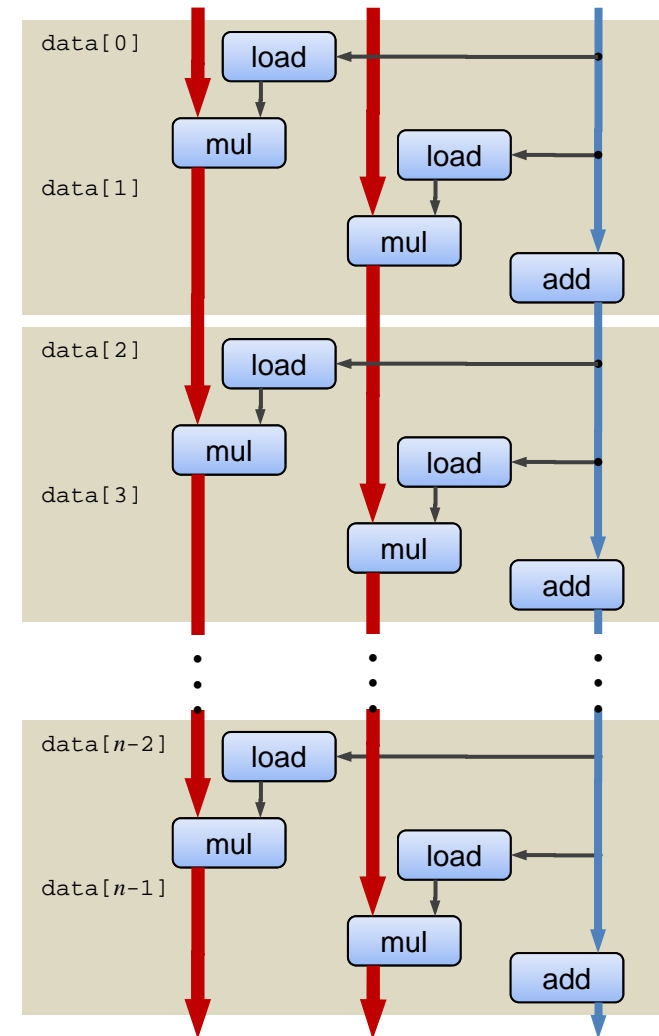 data[0]
load
mul
load
data[1]
mul
add
data[2]
load
mul
load
data[3]
mul
add
data[n-2]
load
mul
load
data[n-1]
mul
add